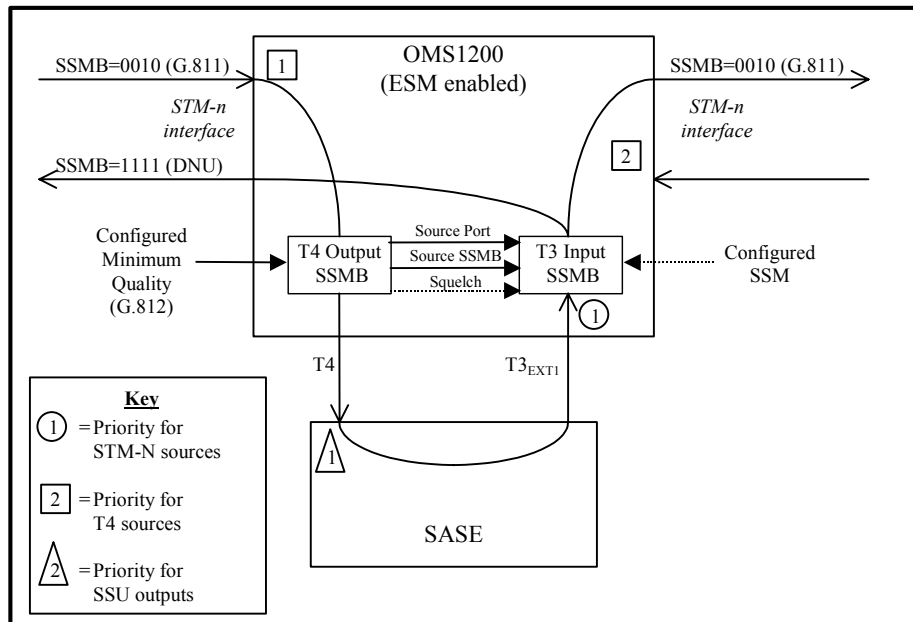 OMS1200
(ESM enabled)
SSMB=0010 (G.811)
1
SSMB=0010 (G.811)
STM-n
interface
STM-n
interface
2
SSMB=1111 (DNU)
Configured
Minimum
Quality
(G.812)
T4 Output
SSMB
Source Port
Source SSMB
Squelch
T3 Input
SSMB
Configured
SSM
1
T4
T3EXT1
Key
1 =Priority for
STM-N sources
2 =Priority for
T4 sources
2 =Priority for
SSU outputs
1
SASE